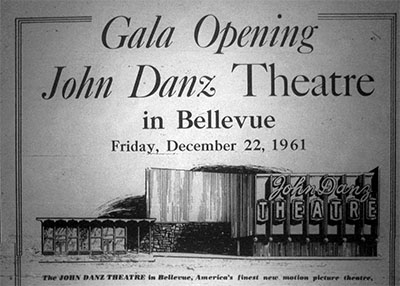 Gala Opening
John Danz Theatre
in Bellevue
Friday, December 22, 1961
John Danz
THEATRE
The JOHN DANZ THEATRE in Bellevue, America's finest new motion picture theatre,